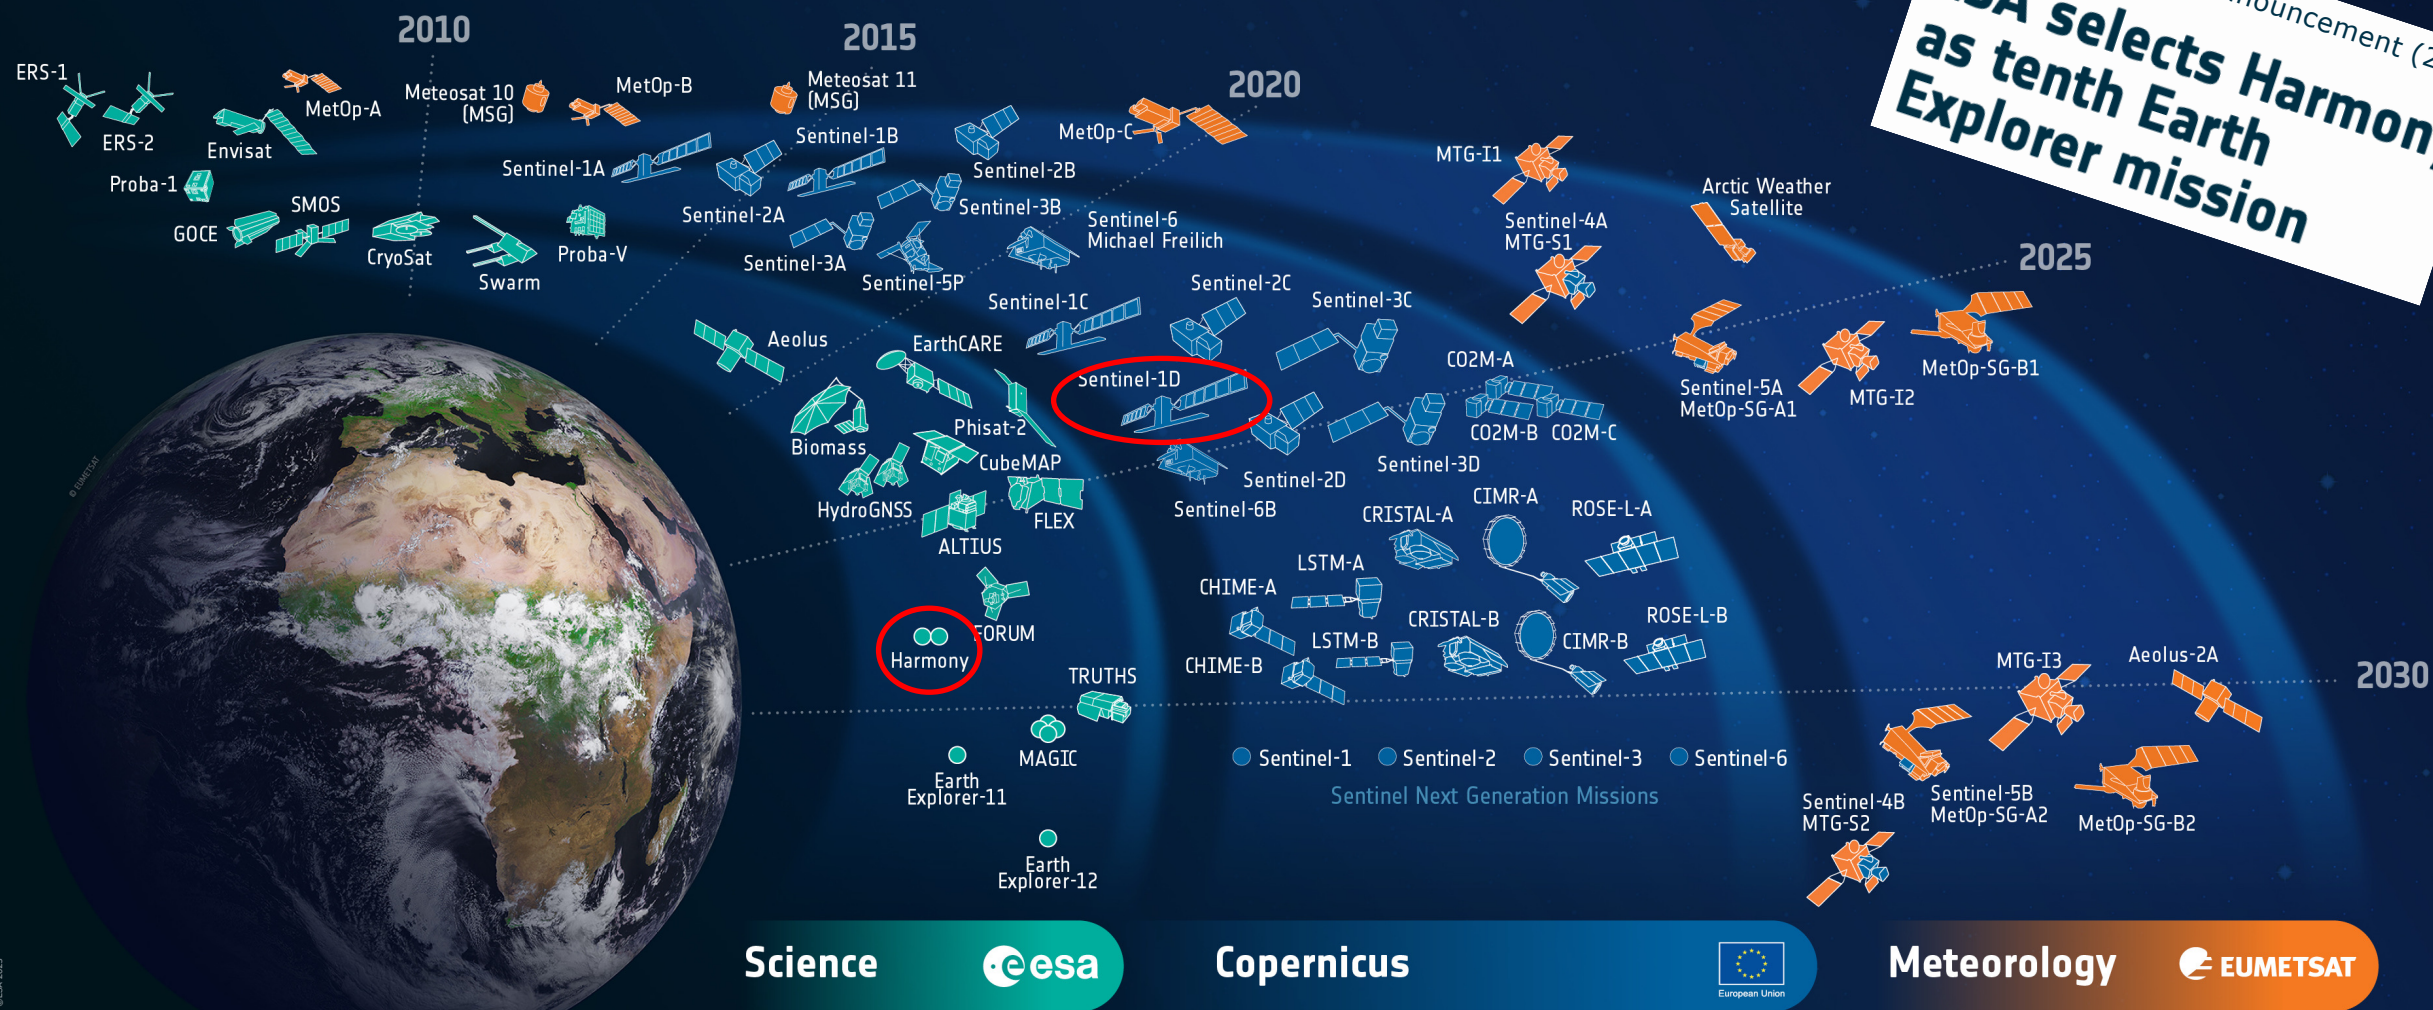 2010
2015
2020
nouncement
selects
as tenth Earth
Explorer mission
ERS-1
ERS-2
Envisat
MetOp-A
Meteosat 10
(MSG)
MetOp-B
Meteosat 11
(MSG)
MetOp-C
Proba-1
GOCE
SMOS
CryoSat
Swarm
Proba-V
Sentinel-1A
Sentinel-2A
Sentinel-1B
Sentinel-2B
Sentinel-3B
Sentinel-3A
Sentinel-5P
Sentinel-6
Michael Freilich
MTG-I1
Sentinel-4A
MTG-S1
Arctic Weather
Satellite
2025
Aeolus
EarthCARE
Biomass
Phisat-2
CubeMAP
HydroGNSS
ALTIUS
FLEX
Sentinel-1C
Sentinel-2C
Sentinel-3C
Sentinel-1D
Sentinel-2D
Sentinel-3D
Sentinel-6B
CO2M-A
CO2M-B
CO2M-C
Sentinel-5A
MetOp-SG-A1
MTG-I2
MetOp-SG-B1
© EUMETSAT
FORUM
Harmony
TRUTHS
MAGIC
Earth
Explorer-11
Earth
Explorer-12
CHIME-A
LSTM-A
CRISTAL-A
CIMR-A
ROSE-L-A
CHIME-B
LSTM-B
CRISTAL-B
CIMR-B
ROSE-L-B
2030
Sentinel-1
Sentinel-2
Sentinel-3
Sentinel-6
Sentinel Next Generation Missions
MTG-I3
Aeolus-2A
Sentinel-4B
MTG-S2
Sentinel-5B
MetOp-SG-A2
MetOp-SG-B2
Science
esa
Copernicus
European Union
Meteorology
EUMETSAT